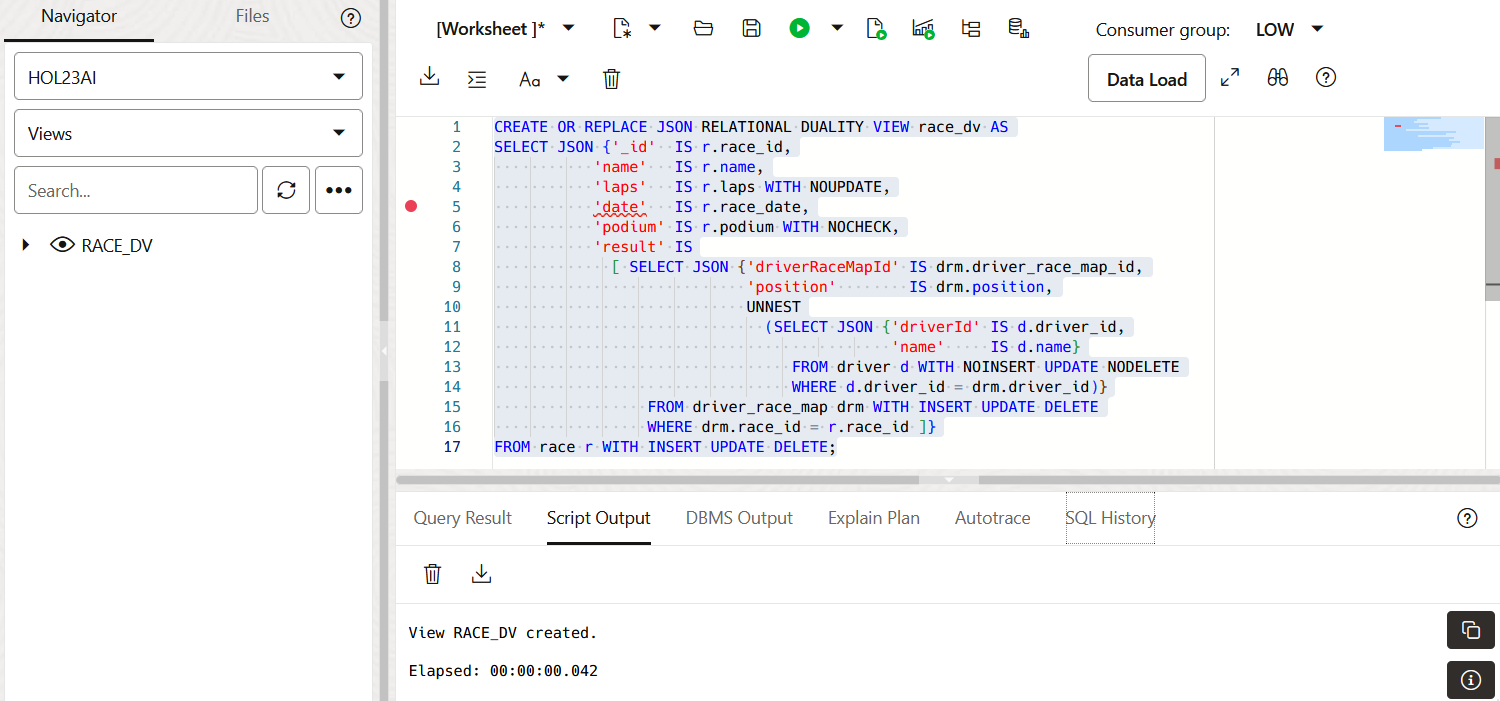 Navigator Files
HOL23AI
Views
Search...
RACE_DV
[Worksheet ]*
Consumer group: LOW
Aa
Data Load
1 CREATE OR REPLACE JSON RELATIONAL DUALITY VIEW race_dv AS
2 SELECT JSON {'_id' IS r.race_id,
3 'name' IS r.name,
4 'laps' IS r.laps WITH NOUPDATE,
5 'date' IS r.race_date,
6 'podium' IS r.podium WITH NOCHECK,
7 'result' IS
8 [ SELECT JSON {'driverRaceMapId' IS drm.driver_race_map_id,
9 'position' IS drm.position,
10 UNNEST
11 (SELECT JSON {'driverId' IS d.driver_id,
12 'name' IS d.name}
13 FROM driver d WITH NOINSERT UPDATE NODELETE
14 WHERE d.driver_id = drm.driver_id)}
15 FROM driver_race_map drm WITH INSERT UPDATE DELETE
16 WHERE drm.race_id = r.race_id ]}
17 FROM race r WITH INSERT UPDATE DELETE;
Query Result Script Output DBMS Output Explain Plan Autotrace SQL History
View RACE_DV created.
Elapsed: 00:00:00.042